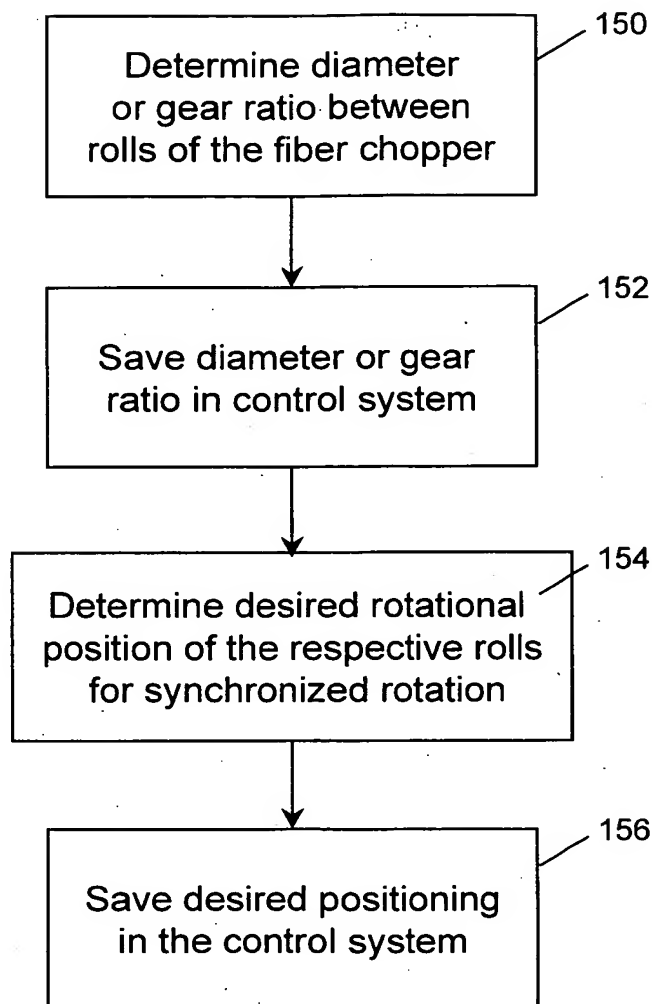 150
Determine diameter
or gear ratio between
rolls of the fiber chopper
152
Save diameter or gear
ratio in control system
154
Determine desired rotational
position of the respective rolls
for synchronized rotation
156
Save desired positioning
in the control system